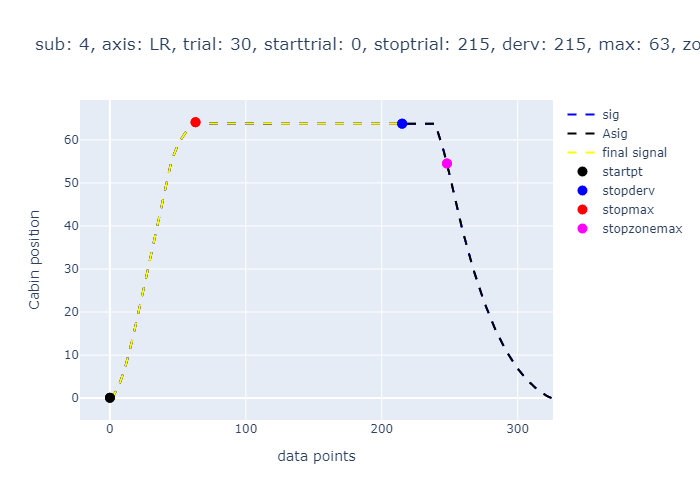 sub: 4, axis: LR, trial: 30, starttrial: 0, stoptrial: 215, derv: 215, max: 63, zo
sig
Asig
final signal
startpt
stopderv
stopmax
stopzonemax
60
50
40
30
20
10
0
Cabin position
0 100 200 300
data points